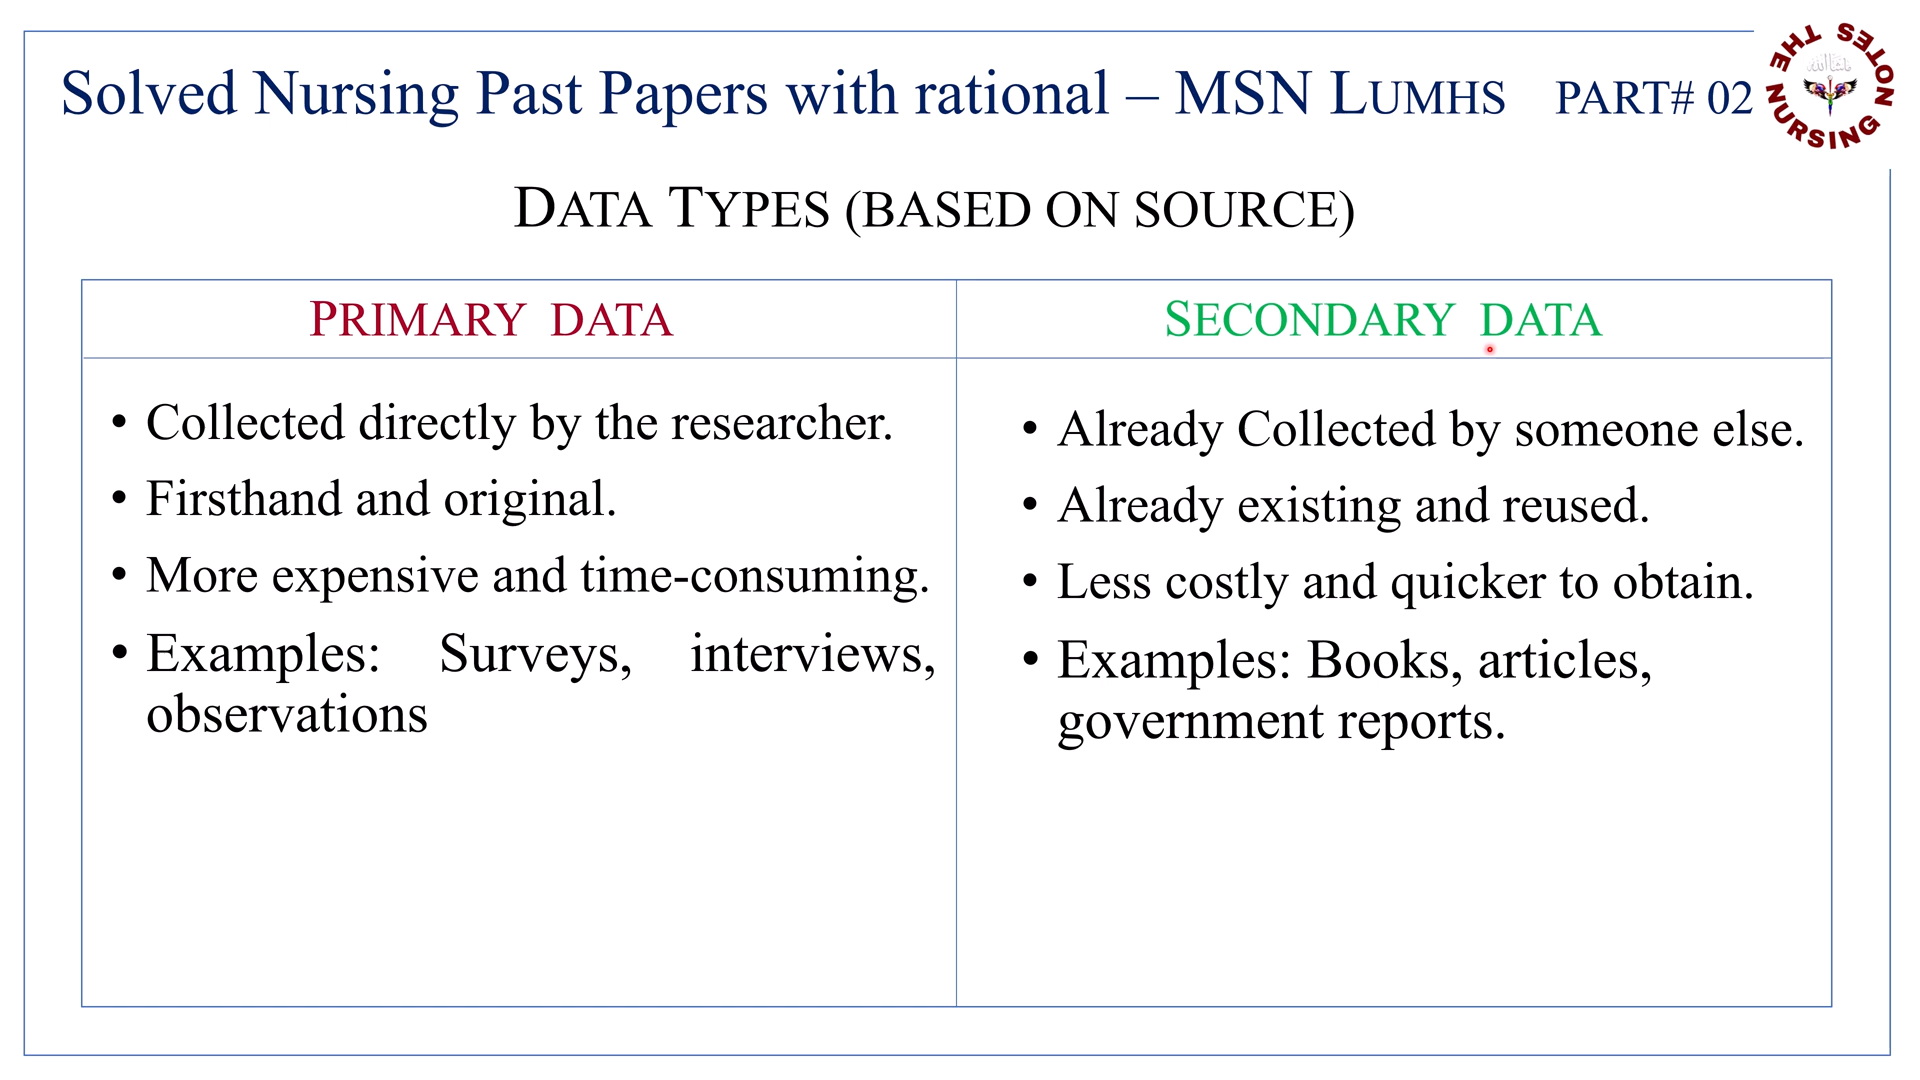 Solved Nursing Past Papers with rational – MSN LUMHS PART# 02
THE NURSING NOTES
ما شاء الله
DATA TYPES (BASED ON SOURCE)
PRIMARY DATA
• Collected directly by the researcher.
• Firsthand and original.
• More expensive and time-consuming.
• Examples: Surveys, interviews,
observations
SECONDARY DATA
• Already Collected by someone else.
• Already existing and reused.
• Less costly and quicker to obtain.
• Examples: Books, articles,
government reports.